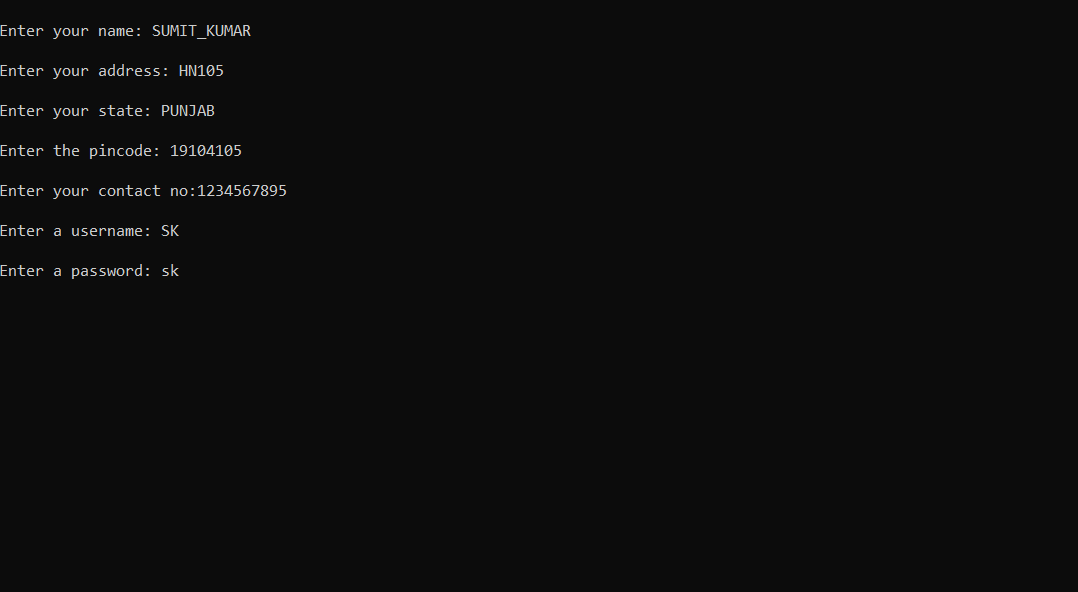 Enter your name: SUMIT_KUMAR
Enter your address: HN105
Enter your state: PUNJAB
Enter the pincode: 19104105
Enter your contact no:1234567895
Enter a username: SK
Enter a password: sk